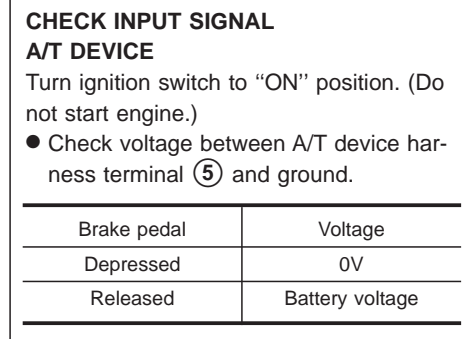 CHECK INPUT SIGNAL
A/T DEVICE
Turn ignition switch to ‘‘ON’’ position. (Do
not start engine.)
● Check voltage between A/T device har-
ness terminal ⑤ and ground.
Brake pedal Voltage
Depressed 0V
Released Battery voltage